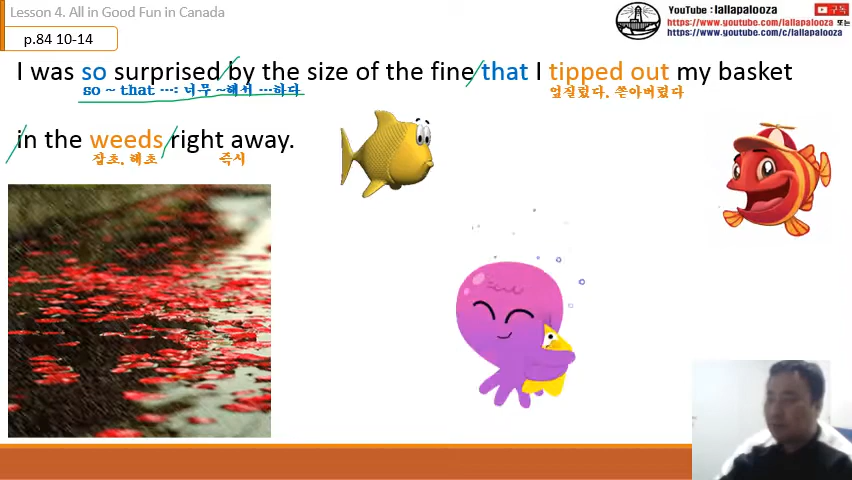 Lesson 4. All in Good Fun in Canada
p.84 10-14
YouTube : @lallapalooza 구독
https://www.youtube.com/lallapalooza 또는
https://www.youtube.com/c/lallapalooza
I was so surprised by the size of the fine that I tipped out my basket
so ~ that …: 너무 ~해서 …하다
엎질렀다, 쏟아버렸다
in the weeds right away.
잡초, 해초
즉시